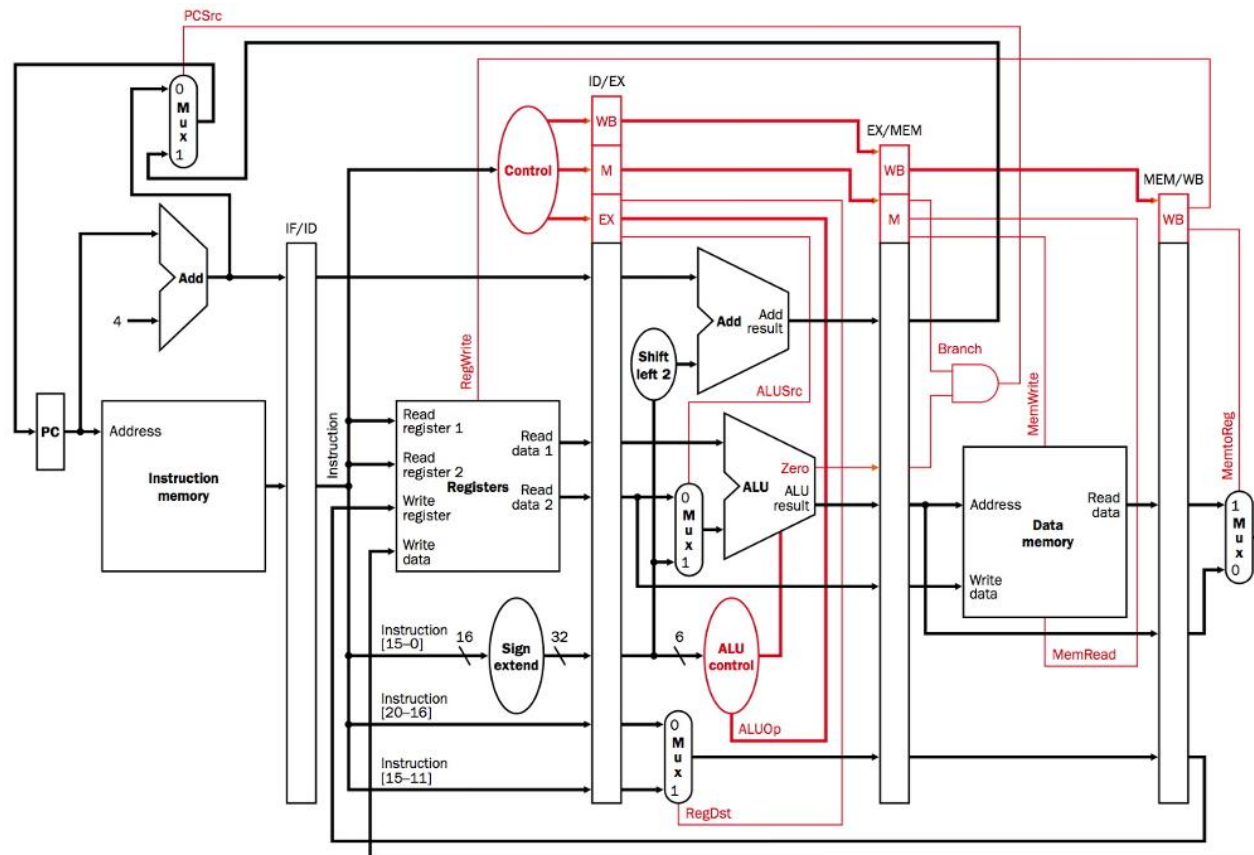 PCSrc
ID/EX
0
M
u
x
1
WB
EX/MEM
Control
M
WB
MEM/WB
EX
M
WB
IF/ID
Add
4
Add
Add
result
Shift
left 2
RegWrite
ALUSrc
Branch
MemWrite
MemtoReg
PC
Address
Instruction
memory
Instruction
Read
register 1
Read
register 2
Write
register
Write
data
Registers
Read
data 1
Read
data 2
0
M
u
x
1
Zero
ALU
ALU
result
Address
Read
data
Data
memory
Write
data
1
M
u
x
0
Instruction
[15–0]
16
Sign
extend
32
6
ALU
control
MemRead
Instruction
[20–16]
0
M
u
x
1
ALUOp
Instruction
[15–11]
RegDst